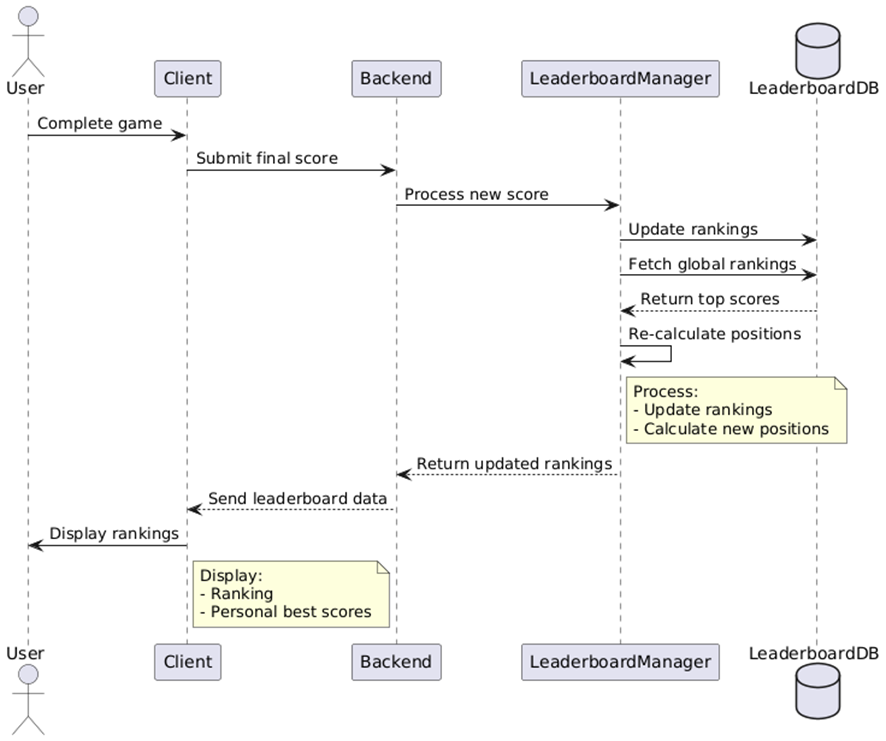 User
Client
Backend
LeaderboardManager
LeaderboardDB
Complete game
Submit final score
Process new score
Update rankings
Fetch global rankings
Return top scores
Re-calculate positions
Process:
- Update rankings
- Calculate new positions
Return updated rankings
Send leaderboard data
Display rankings
Display:
- Ranking
- Personal best scores
User
Client
Backend
LeaderboardManager
LeaderboardDB